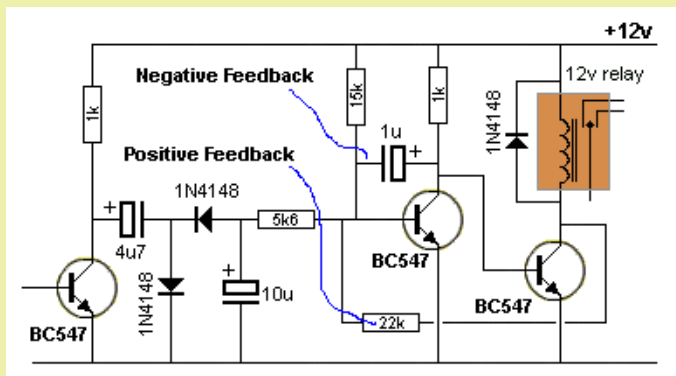 +12v
Negative Feedback
12v relay
1k
15k
1k
1N4148
1u
+
Positive Feedback
1N4148
+
5k6
4u7
BC547
1N4148
+
10u
BC547
BC547
22k